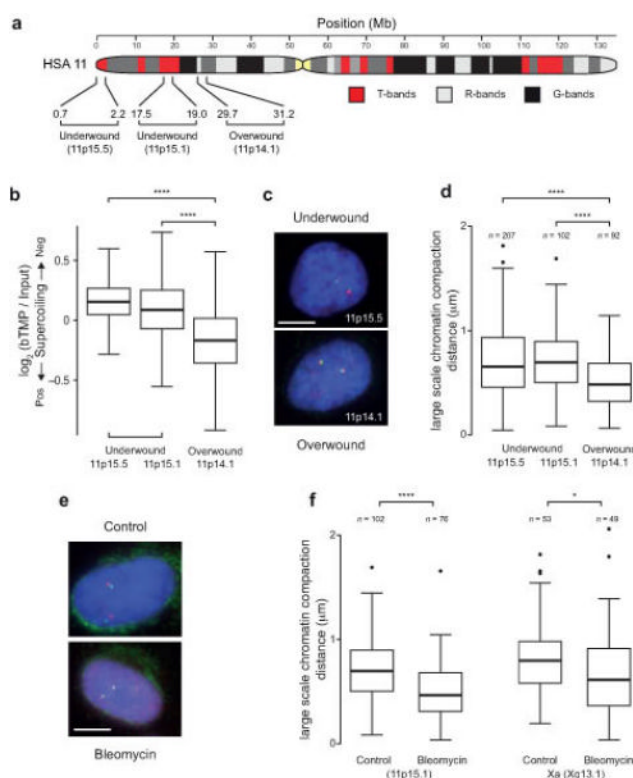 a
Position (Mb)
0 10 20 30 40 50 60 70 80 90 100 110 120 130
HSA 11
T-bands R-bands G-bands
0.7 2.2 17.5 19.0 29.7 31.2
Underwound Underwound Overwound
(11p15.5) (11p15.1) (11p14.1)
b
**** 
****
log2 (bTMP / Input)
Pos Supercoiling Neg
0.5
0
−0.5
Underwound Overwound
11p15.5 11p15.1 11p14.1
c
Underwound
11p15.5
11p14.1
Overwound
d
****
****
n = 207 n = 102 n = 92
large scale chromatin compaction
distance (μm)
2
1
0
Underwound Overwound
11p15.5 11p15.1 11p14.1
e
Control
Bleomycin
f
**** *
n = 102 n = 76 n = 53 n = 49
large scale chromatin compaction
distance (μm)
2
1
0
Control Bleomycin Control Bleomycin
(11p15.1) Xa (Xq13.1)